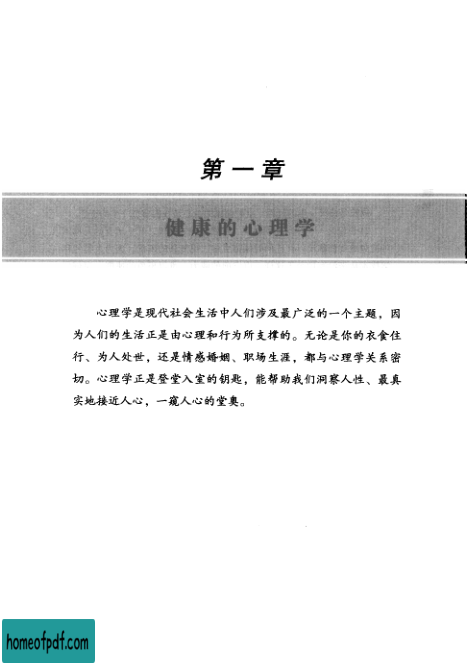 第一章
健康的心理学
心理学是现代社会生活中人们涉及最广泛的一个主题，因
为人们的生活正是由心理和行为所支撑的。无论是你的衣食住
行、为人处世，还是情感婚姻、职场生涯，都与心理学关系密
切。心理学正是登堂入室的钥匙，能帮助我们洞察人性、最真
实地接近人心，一窥人心的堂奥。
homeofpdf.com